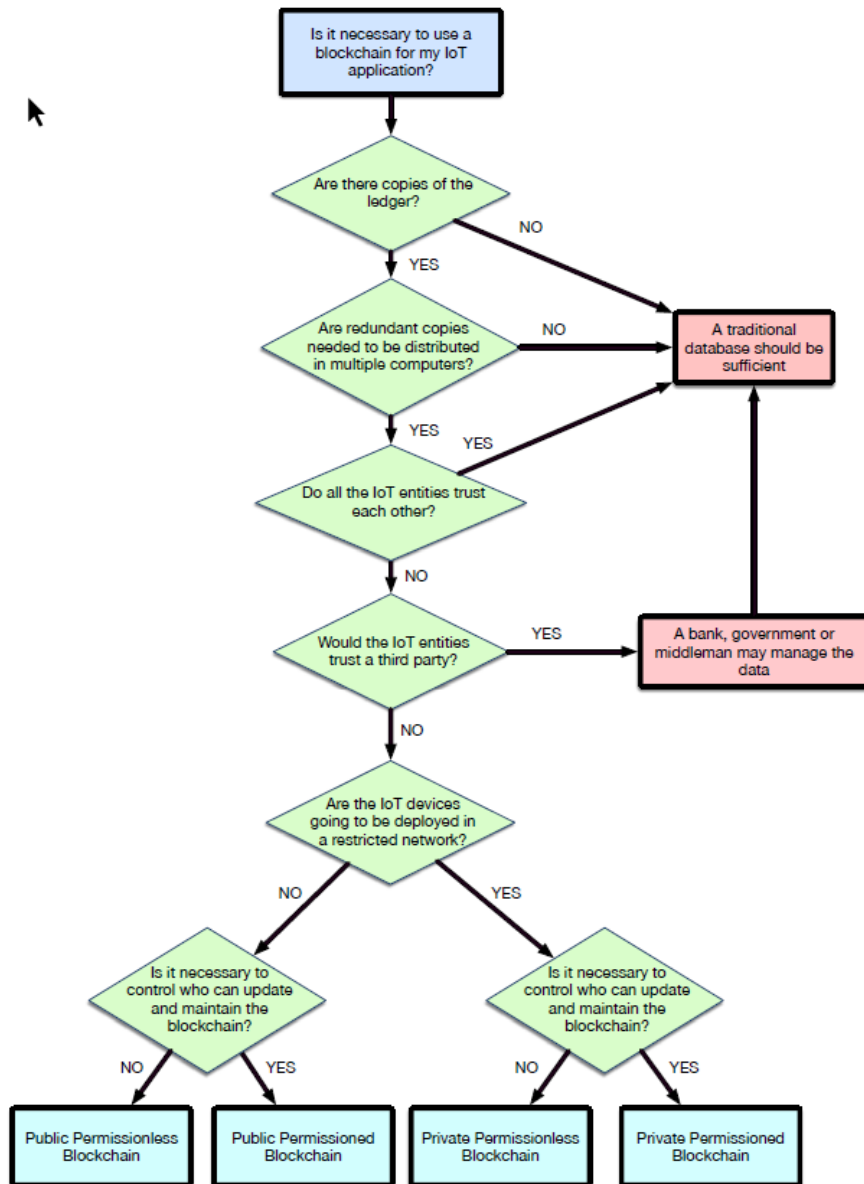 Is it necessary to use a
blockchain for my IoT
application?
Are there copies of the
ledger?
NO
YES
Are redundant copies
needed to be distributed
in multiple computers?
NO
A traditional
database should be
sufficient
YES
YES
Do all the IoT entities trust
each other?
NO
Would the IoT entities
trust a third party?
YES
A bank, government or
middleman may manage the
data
NO
Are the IoT devices
going to be deployed in
a restricted network?
NO
YES
Is it necessary to
control who can update
and maintain the
blockchain?
Is it necessary to
control who can update
and maintain the
blockchain?
NO
YES
NO
YES
Public Permissionless
Blockchain
Public Permissioned
Blockchain
Private Permissionless
Blockchain
Private Permissioned
Blockchain